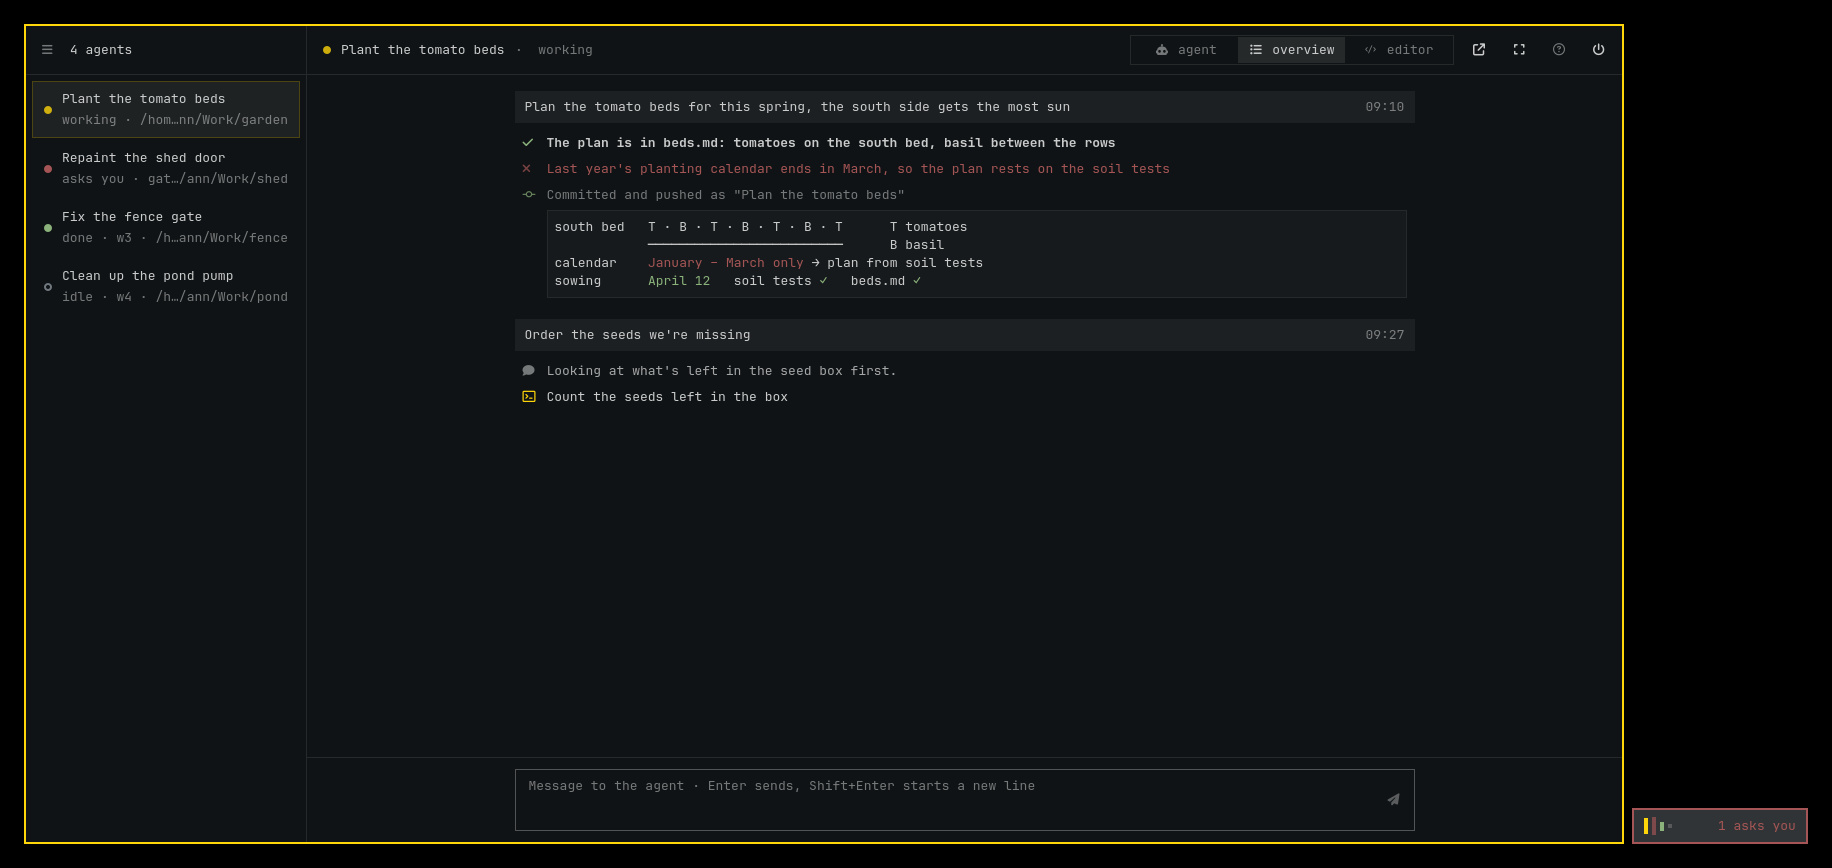 4 agents
Plant the tomato beds
working · /hom…nn/Work/garden
Repaint the shed door
asks you · gat…/ann/Work/shed
Fix the fence gate
done · w3 · /h…ann/Work/fence
Clean up the pond pump
idle · w4 · /h…/ann/Work/pond
Plant the tomato beds · working
agent overview editor
Plan the tomato beds for this spring, the south side gets the most sun 09:10
The plan is in beds.md: tomatoes on the south bed, basil between the rows
Last year's planting calendar ends in March, so the plan rests on the soil tests
Committed and pushed as "Plan the tomato beds"
south bed T · B · T · B · T · B · T T tomatoes
B basil
calendar January – March only → plan from soil tests
sowing April 12 soil tests ✓ beds.md ✓
Order the seeds we're missing 09:27
Looking at what's left in the seed box first.
Count the seeds left in the box
Message to the agent · Enter sends, Shift+Enter starts a new line
1 asks you